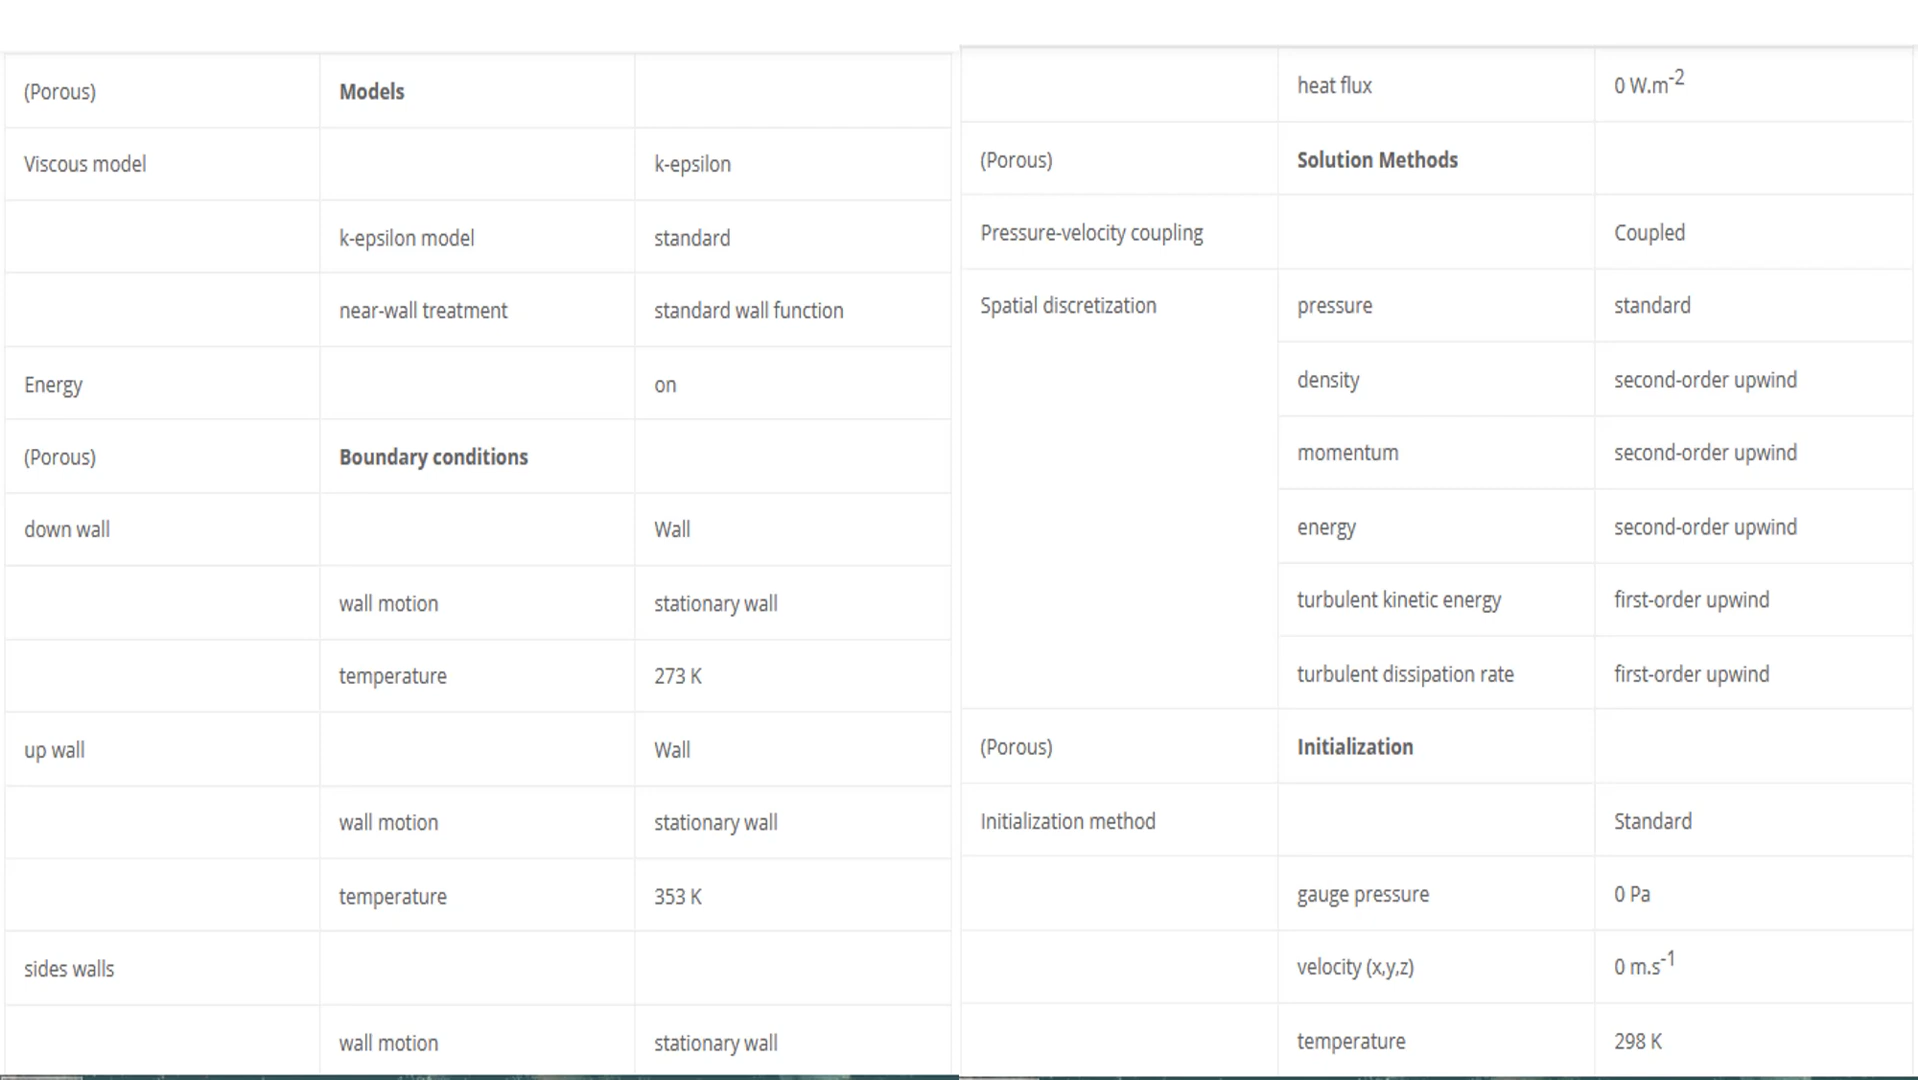 (Porous) Models
Viscous model k-epsilon
k-epsilon model standard
near-wall treatment standard wall function
Energy on
(Porous) Boundary conditions
down wall Wall
wall motion stationary wall
temperature 273 K
up wall Wall
wall motion stationary wall
temperature 353 K
sides walls
wall motion stationary wall
heat flux 0 W.m-2
(Porous) Solution Methods
Pressure-velocity coupling Coupled
Spatial discretization pressure standard
density second-order upwind
momentum second-order upwind
energy second-order upwind
turbulent kinetic energy first-order upwind
turbulent dissipation rate first-order upwind
(Porous) Initialization
Initialization method Standard
gauge pressure 0 Pa
velocity (x,y,z) 0 m.s-1
temperature 298 K